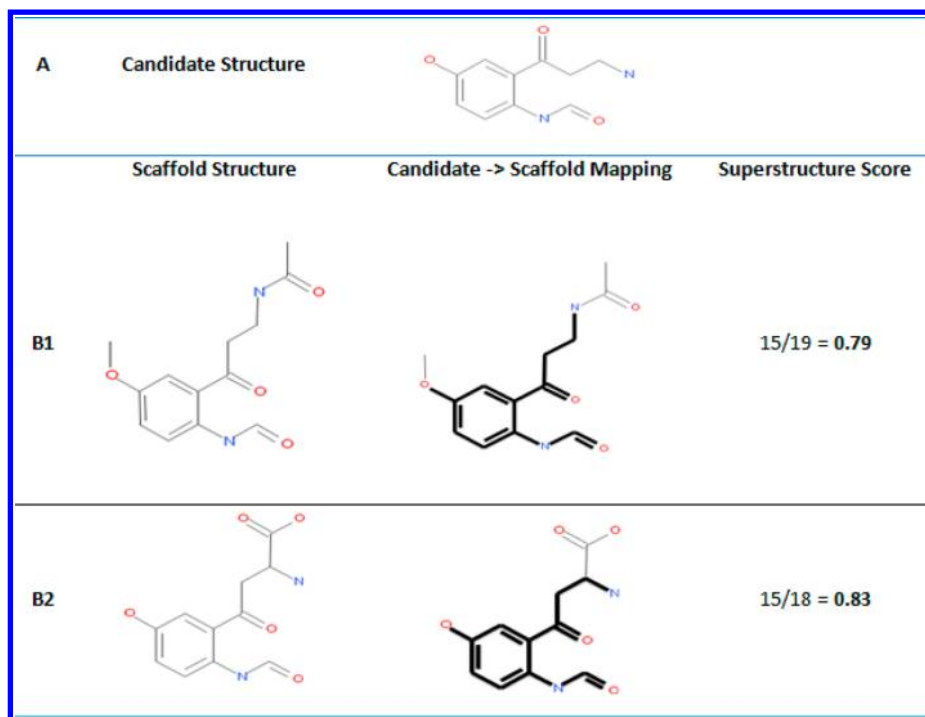 A Candidate Structure
O
O
N
N
O
Scaffold Structure Candidate -> Scaffold Mapping Superstructure Score
B1 15/19 = 0.79
N
O
O
O
N
O
N
O
O
O
N
O
B2 15/18 = 0.83
O
O
N
O
O
N
O
O
O
N
O
O
N
O